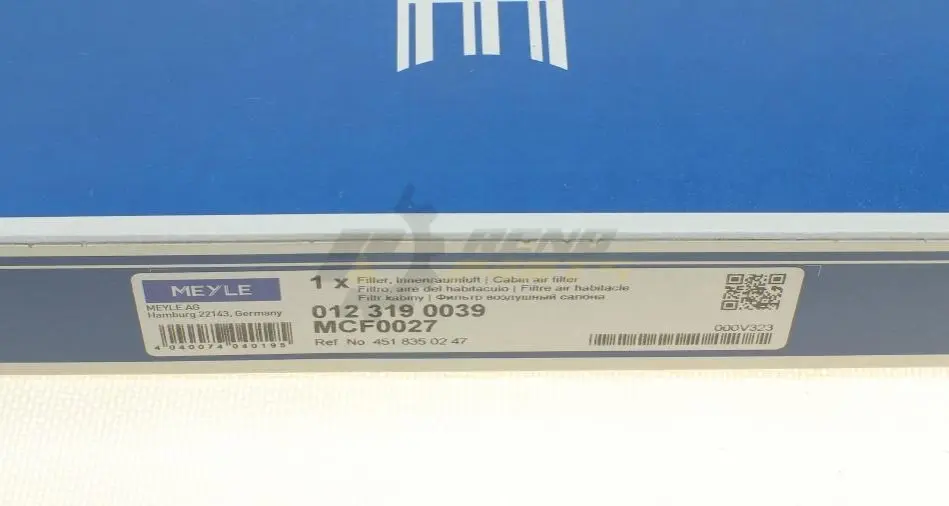 RENO
MEYLE
MEYLE AG
Hamburg 22143, Germany
4 040074 040195
1 x Filter, Innenraumluft | Cabin air filter
Filtro, aire del habitáculo | Filtre air habitacle
Filtr kabiny | Фильтр воздушный салона
012 319 0039
MCF0027
Ref No 451 835 02 47
000V323